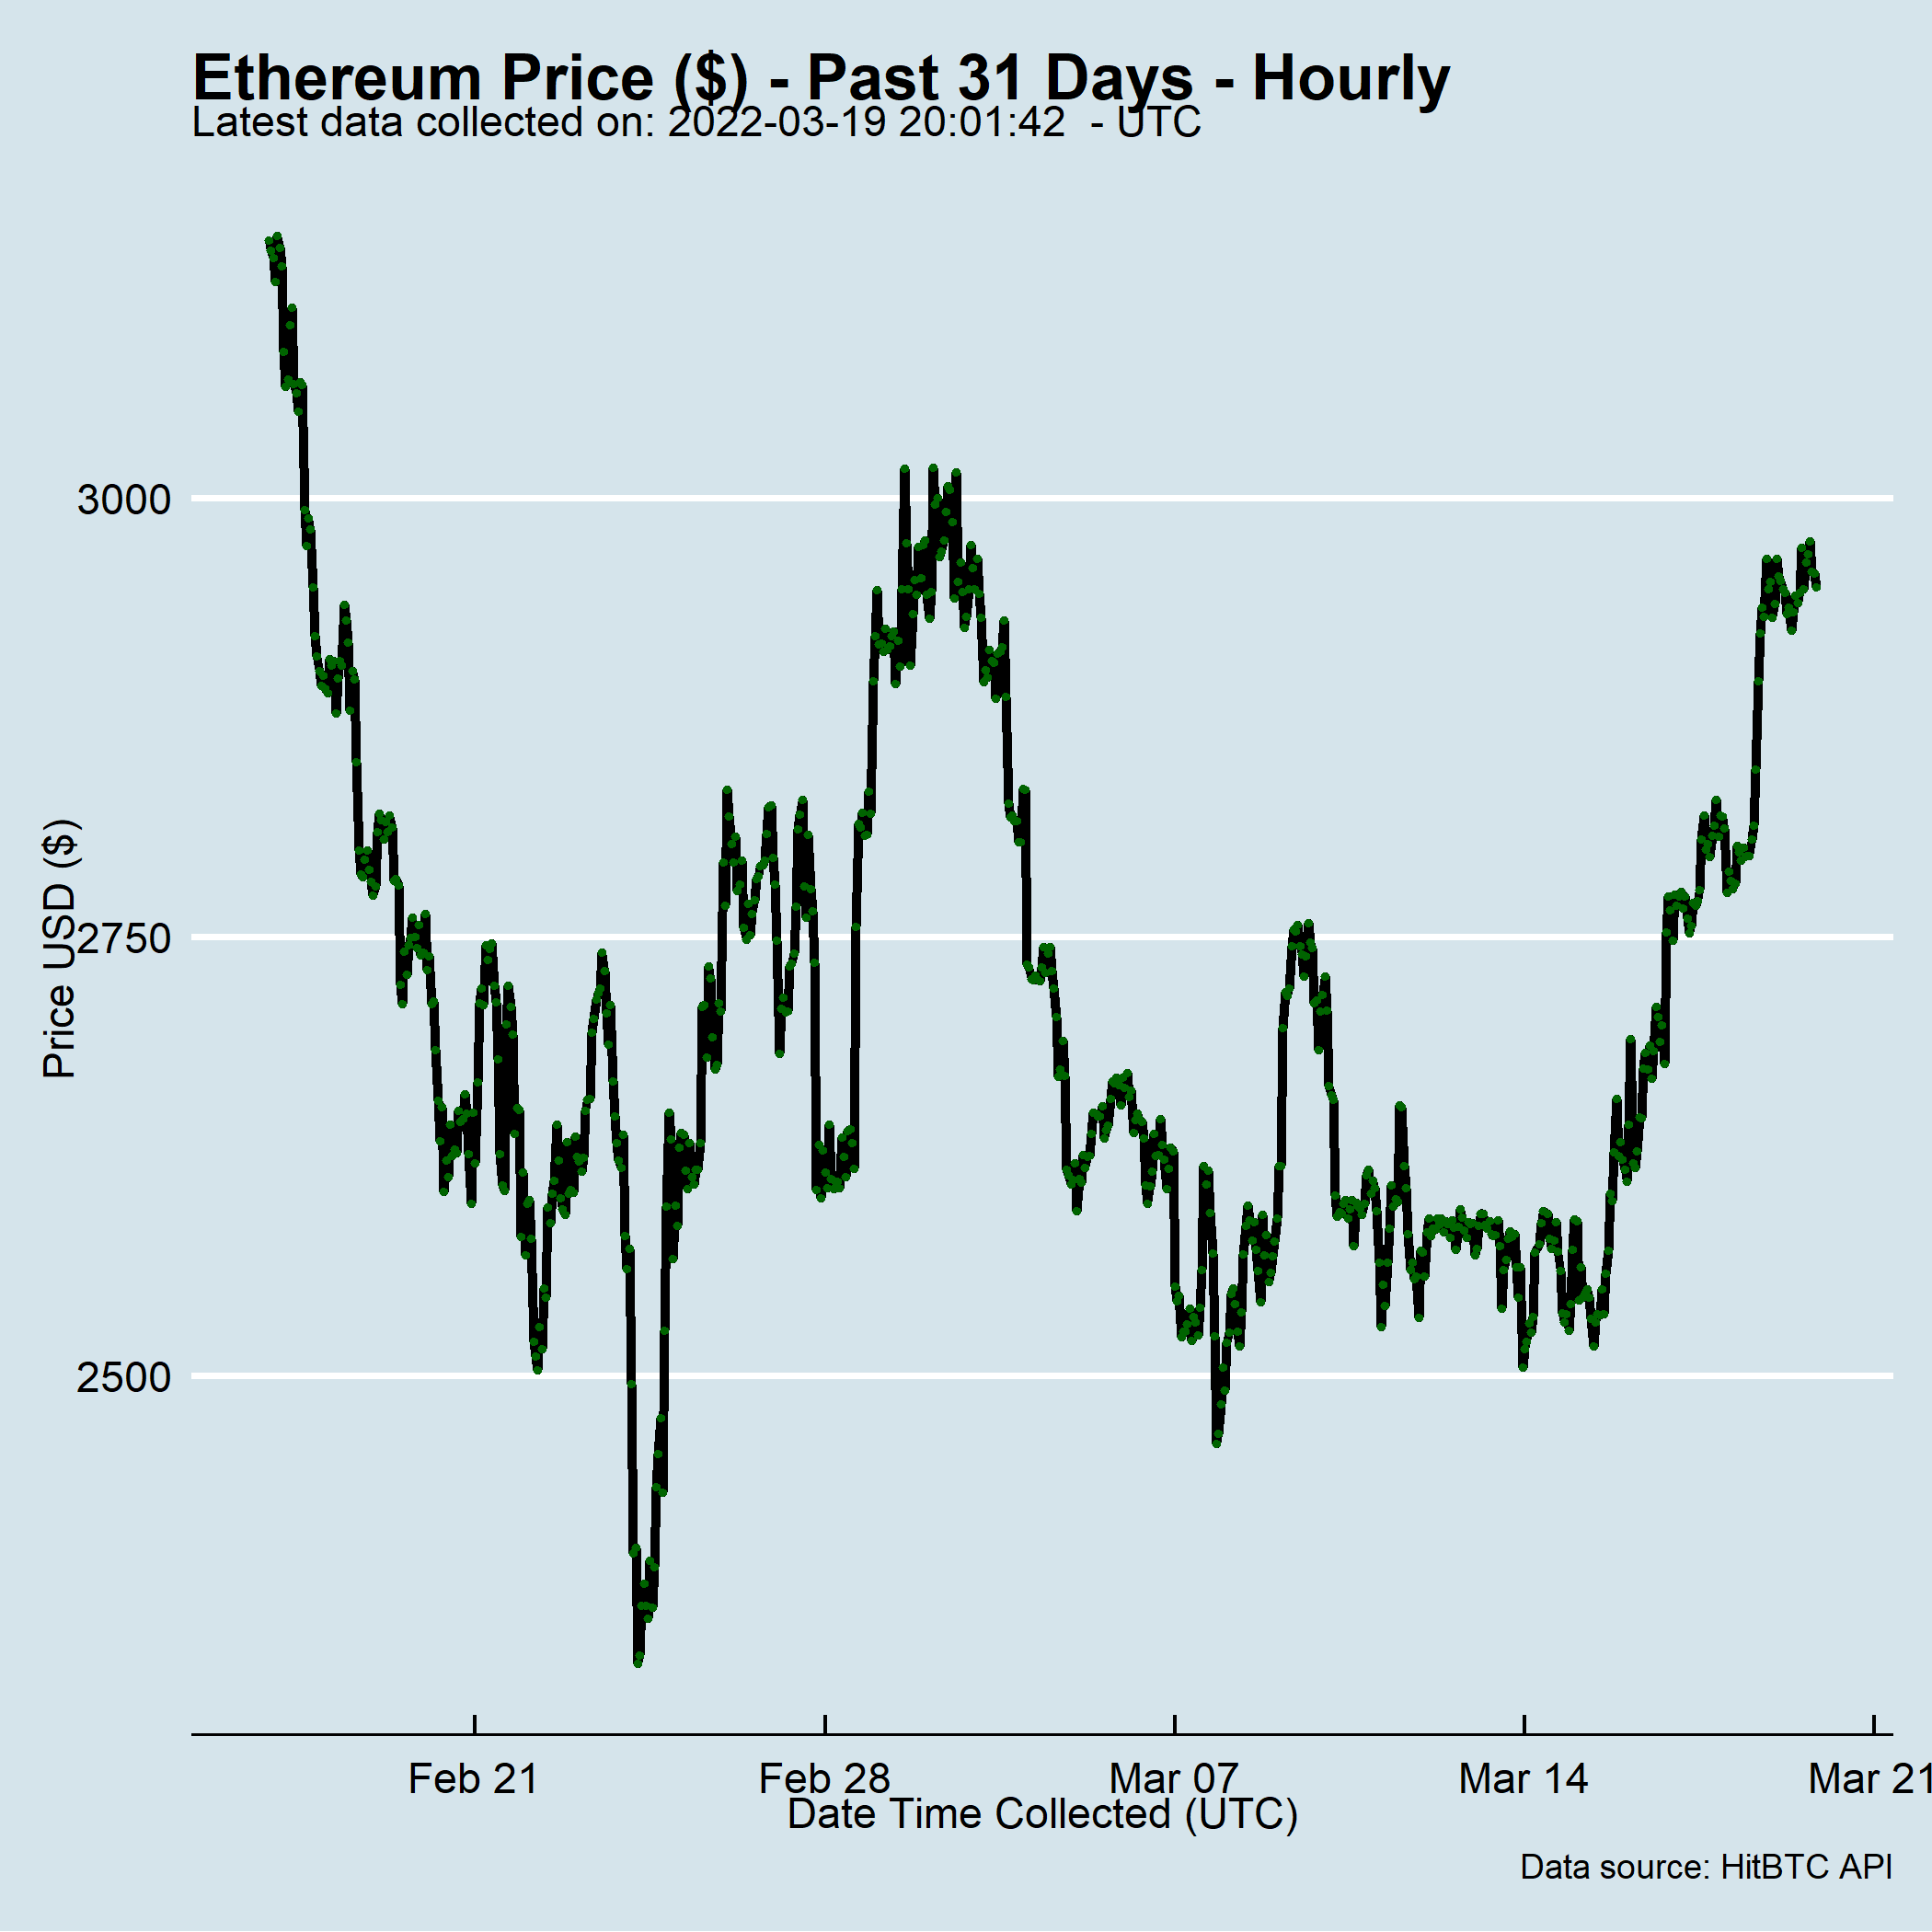 Ethereum Price ($) - Past 31 Days - Hourly
Latest data collected on: 2022-03-19 20:01:42  - UTC
3000
2750
2500
Price USD ($)
Feb 21
Feb 28
Mar 07
Mar 14
Mar 21
Date Time Collected (UTC)
Data source: HitBTC API